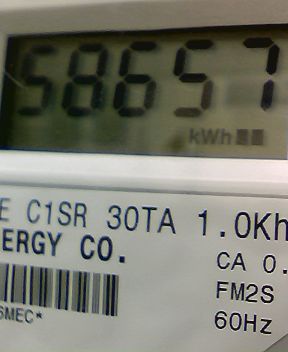 58657
kWh
E C1SR 30TA 1.0Kh
ERGY CO.
CA 0.
FM2S
SMEC*
60Hz